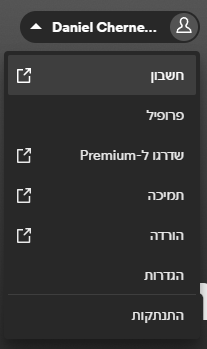 Daniel Cherne...
חשבון
פרופיל
שדרגו ל-Premium
תמיכה
הורדה
הגדרות
התנתקות